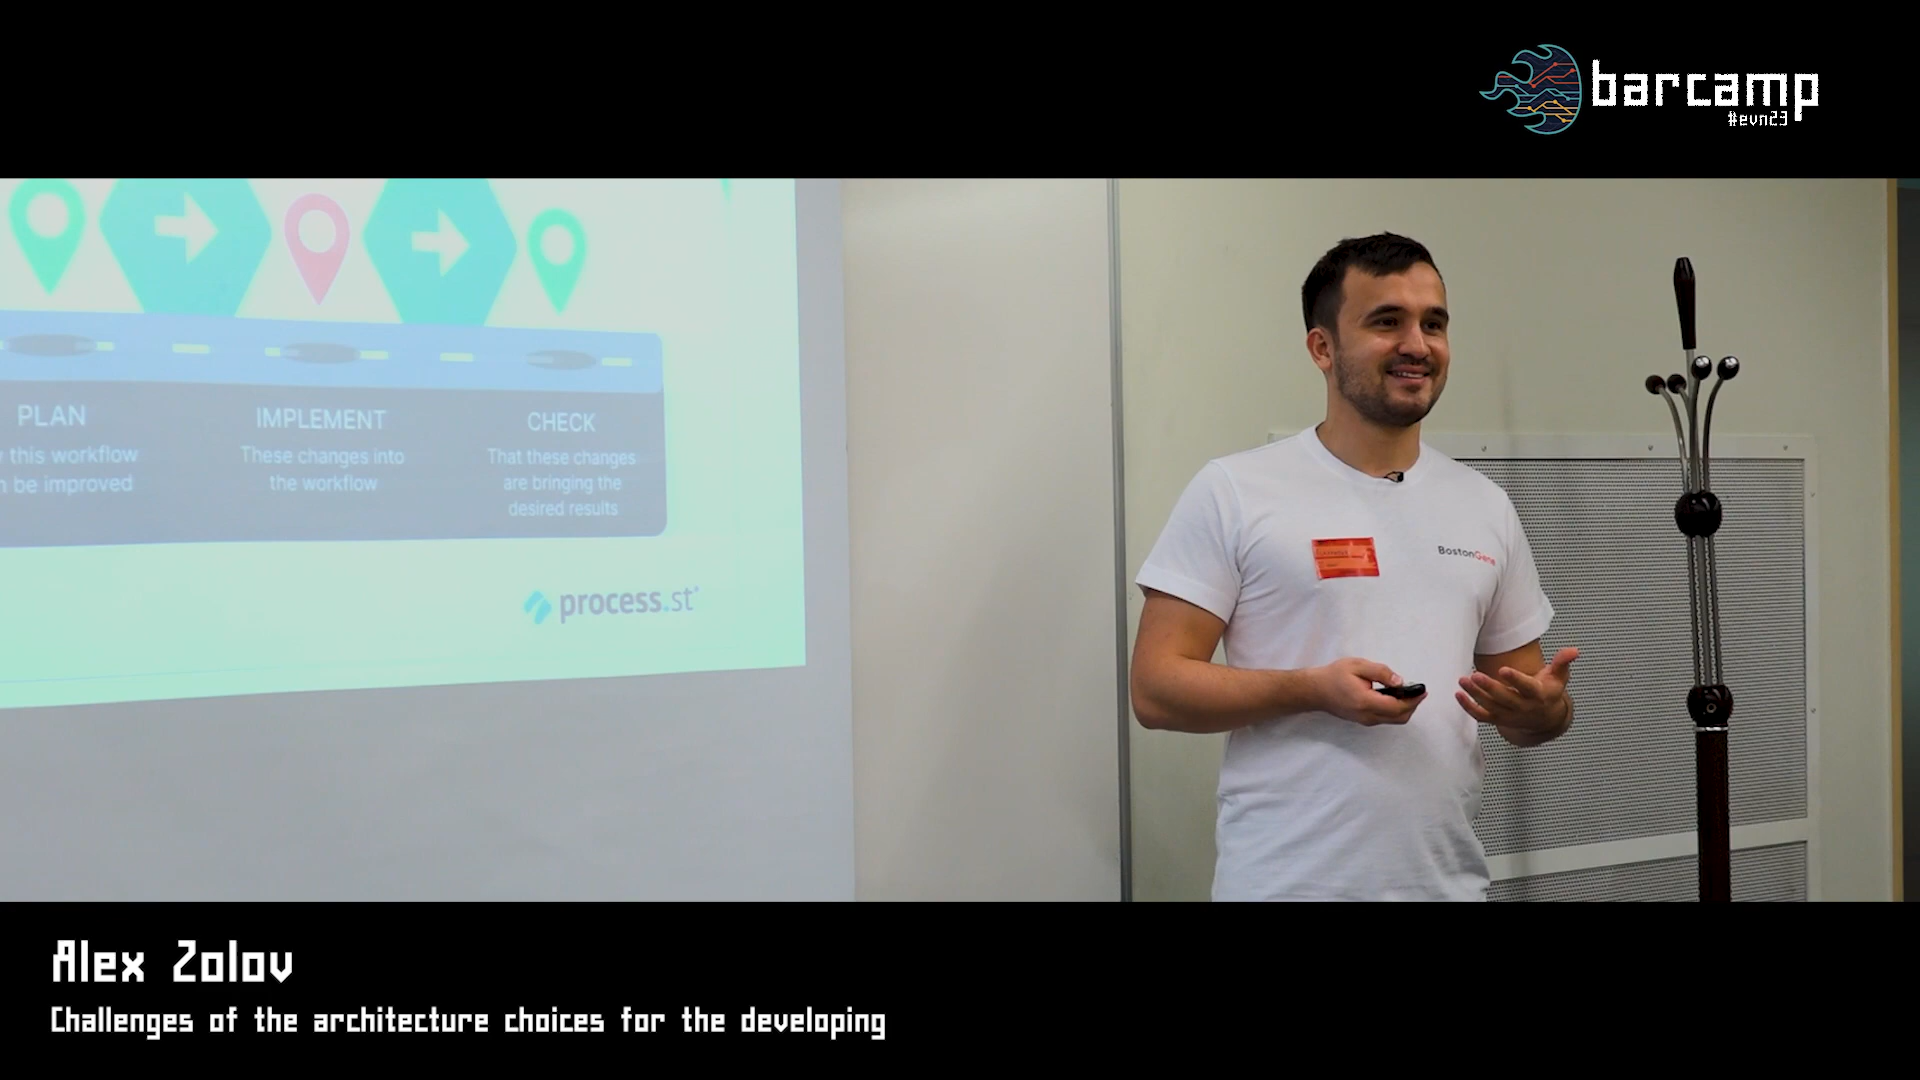 barcamp
#evn23
PLAN
this workflow
be improved
IMPLEMENT
These changes into
the workflow
CHECK
That these changes
are bringing the
desired results
process.st
BostonGene
Alex Zolov
Challenges of the architecture choices for the developing